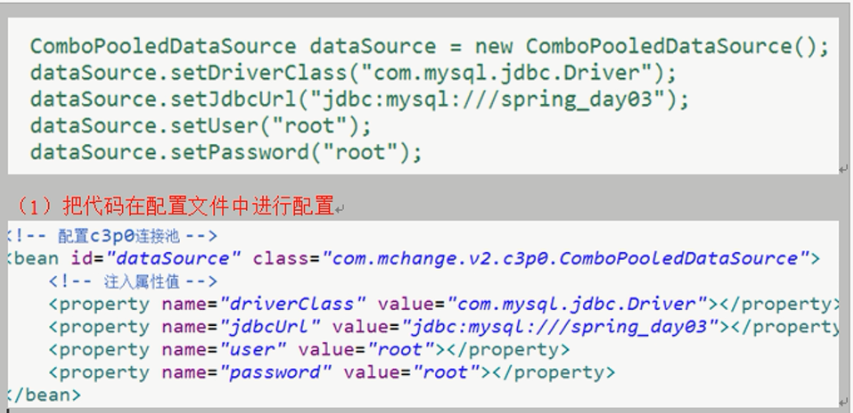 ComboPooledDataSource dataSource = new ComboPooledDataSource();
dataSource.setDriverClass("com.mysql.jdbc.Driver");
dataSource.setJdbcUrl("jdbc:mysql:///spring_day03");
dataSource.setUser("root");
dataSource.setPassword("root");
（1）把代码在配置文件中进行配置
<!-- 配置c3p0连接池 -->
<bean id="dataSource" class="com.mchange.v2.c3p0.ComboPooledDataSource">
<!-- 注入属性值 -->
<property name="driverClass" value="com.mysql.jdbc.Driver"></property>
<property name="jdbcUrl" value="jdbc:mysql:///spring_day03"></property
<property name="user" value="root"></property>
<property name="password" value="root"></property>
</bean>